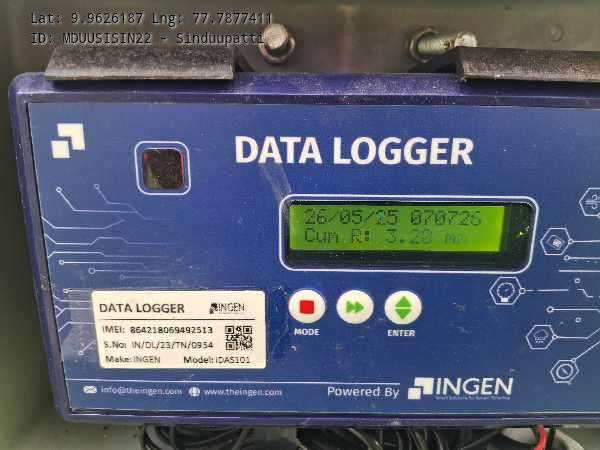 Lat: 9.9626187 Lng: 77.7877411
ID: MDUUSISIN22 - Sinduupatti
DATA LOGGER
26/05/25 070726
Cum R: 3.20 mm
DATA LOGGER INGEN
IMEI: 864218069492513
S.No: IN/DL/23/TN/0954
Make: INGEN Model: iDAS101
MODE
ENTER
info@theingen.com www.theingen.com Powered By INGEN